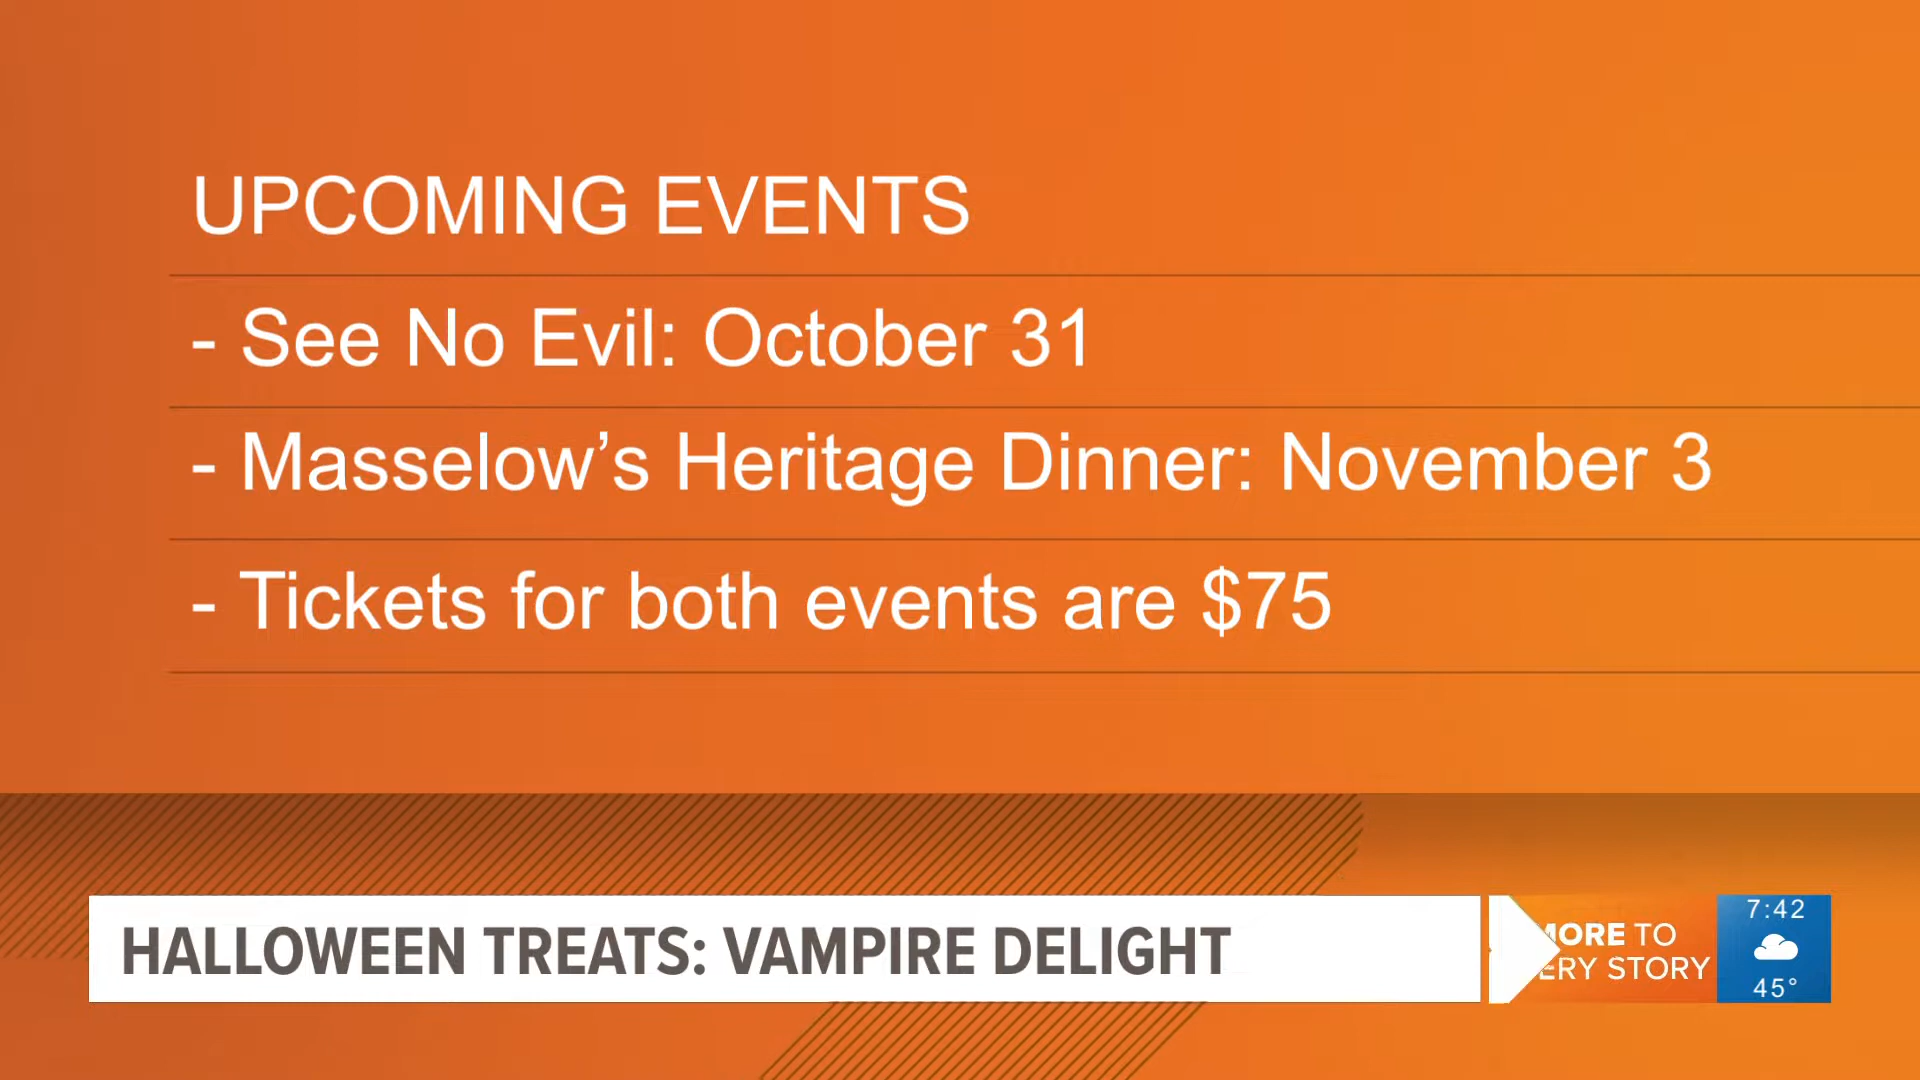 UPCOMING EVENTS
- See No Evil: October 31
- Masselow’s Heritage Dinner: November 3
- Tickets for both events are $75
HALLOWEEN TREATS: VAMPIRE DELIGHT
MORE TO
STORY
7:42
45°